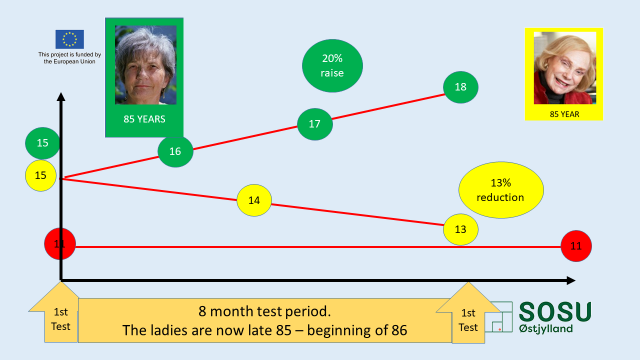 This project is funded by
the European Union
85 YEARS
20%
raise
85 YEAR
18
17
16
15
15
14
13%
reduction
13
11
11
1st
Test
8 month test period.
The ladies are now late 85 – beginning of 86
1st
Test
SOSU
Østjylland